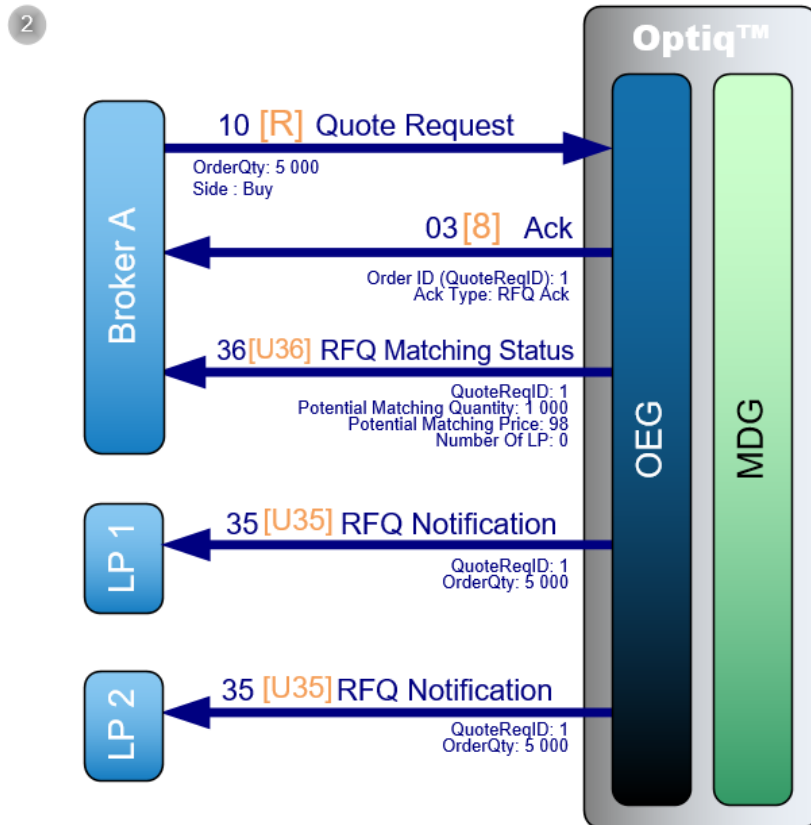 2
Optiq™
10 [R] Quote Request
OrderQty: 5 000
Side : Buy
03 [8] Ack
Order ID (QuoteReqID): 1
Ack Type: RFQ Ack
Broker A
36 [U36] RFQ Matching Status
QuoteReqID: 1
Potential Matching Quantity: 1 000
Potential Matching Price: 98
Number Of LP: 0
OEG
MDG
LP 1
35 [U35] RFQ Notification
QuoteReqID: 1
OrderQty: 5 000
LP 2
35 [U35] RFQ Notification
QuoteReqID: 1
OrderQty: 5 000